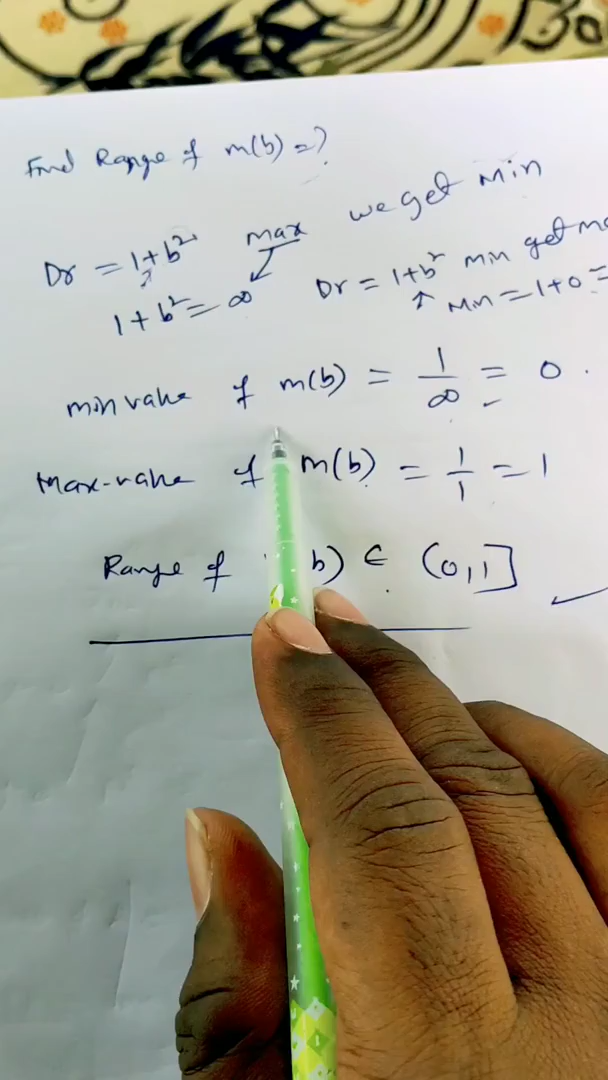 Find Range of m(b) = ?
Dr = 1+b² max we get Min
1+b² = ∞
Dr = 1+b² min get
↑ Min = 1+0 =
min value of m(b) = 1/∞ = 0.
Max-value of m(b) = 1/1 = 1
Range of b) ∈ (0,1]